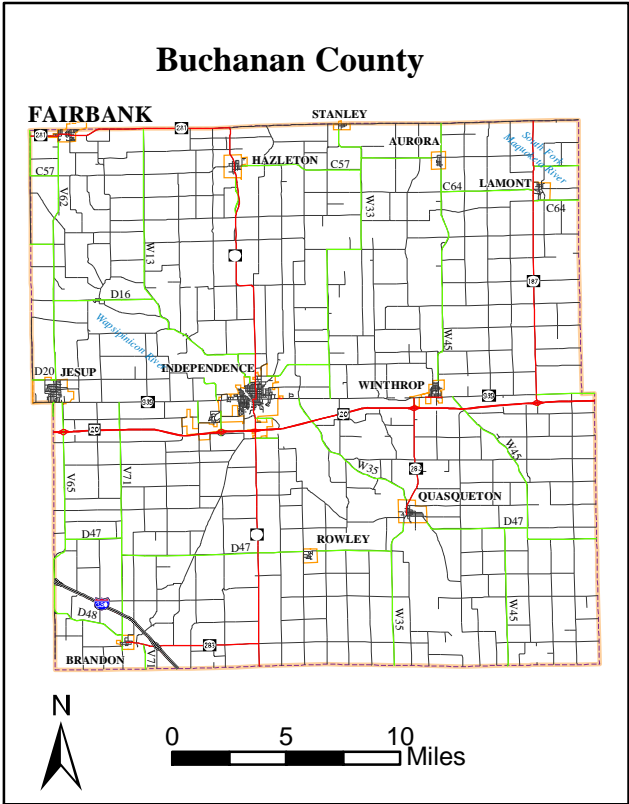 Buchanan County
FAIRBANK
STANLEY
281
281
AURORA
South Fork
Maquoketa River
HAZLETON
C57
C57
C64
LAMONT
C64
V62
W33
W13
187
D16
Wapsipinicon River
W45
D20
JESUP
INDEPENDENCE
WINTHROP
939
939
20
20
W45
W35
V71
V65
282
QUASQUETON
D47
D47
D47
ROWLEY
D48
W35
W45
283
BRANDON
V71
N
0 5 10
Miles